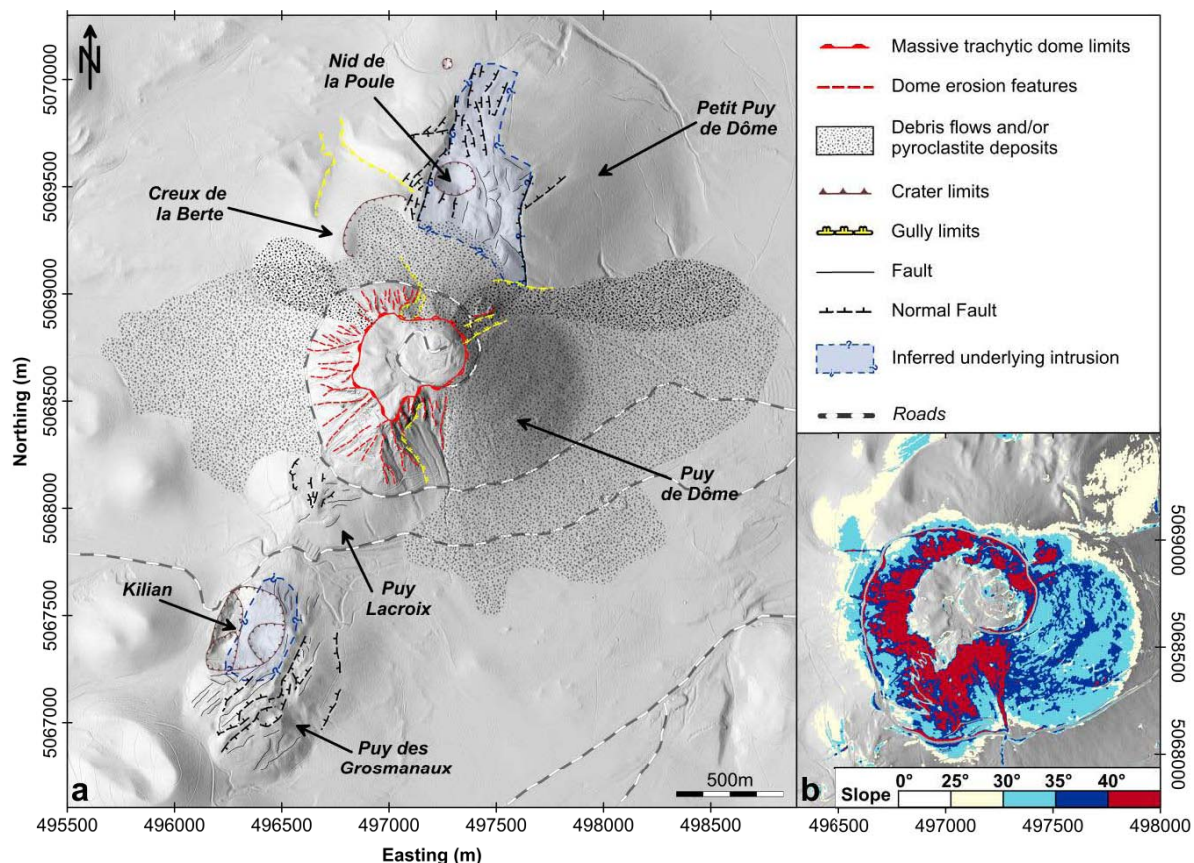 N
Nid de
la Poule
Petit Puy
de Dôme
Creux de
la Berte
Puy
de Dôme
Puy
Lacroix
Kilian
Puy des
Grosmanaux
500m
a
5070000
5069500
5069000
5068500
5068000
5067500
5067000
Northing (m)
495500
496000
496500
497000
497500
498000
498500
Easting (m)
Massive trachytic dome limits
Dome erosion features
Debris flows and/or
pyroclastite deposits
Crater limits
Gully limits
Fault
Normal Fault
? Inferred underlying intrusion
Roads
b
Slope 0° 25° 30° 35° 40°
5069000
5068500
5068000
496500
497000
497500
498000